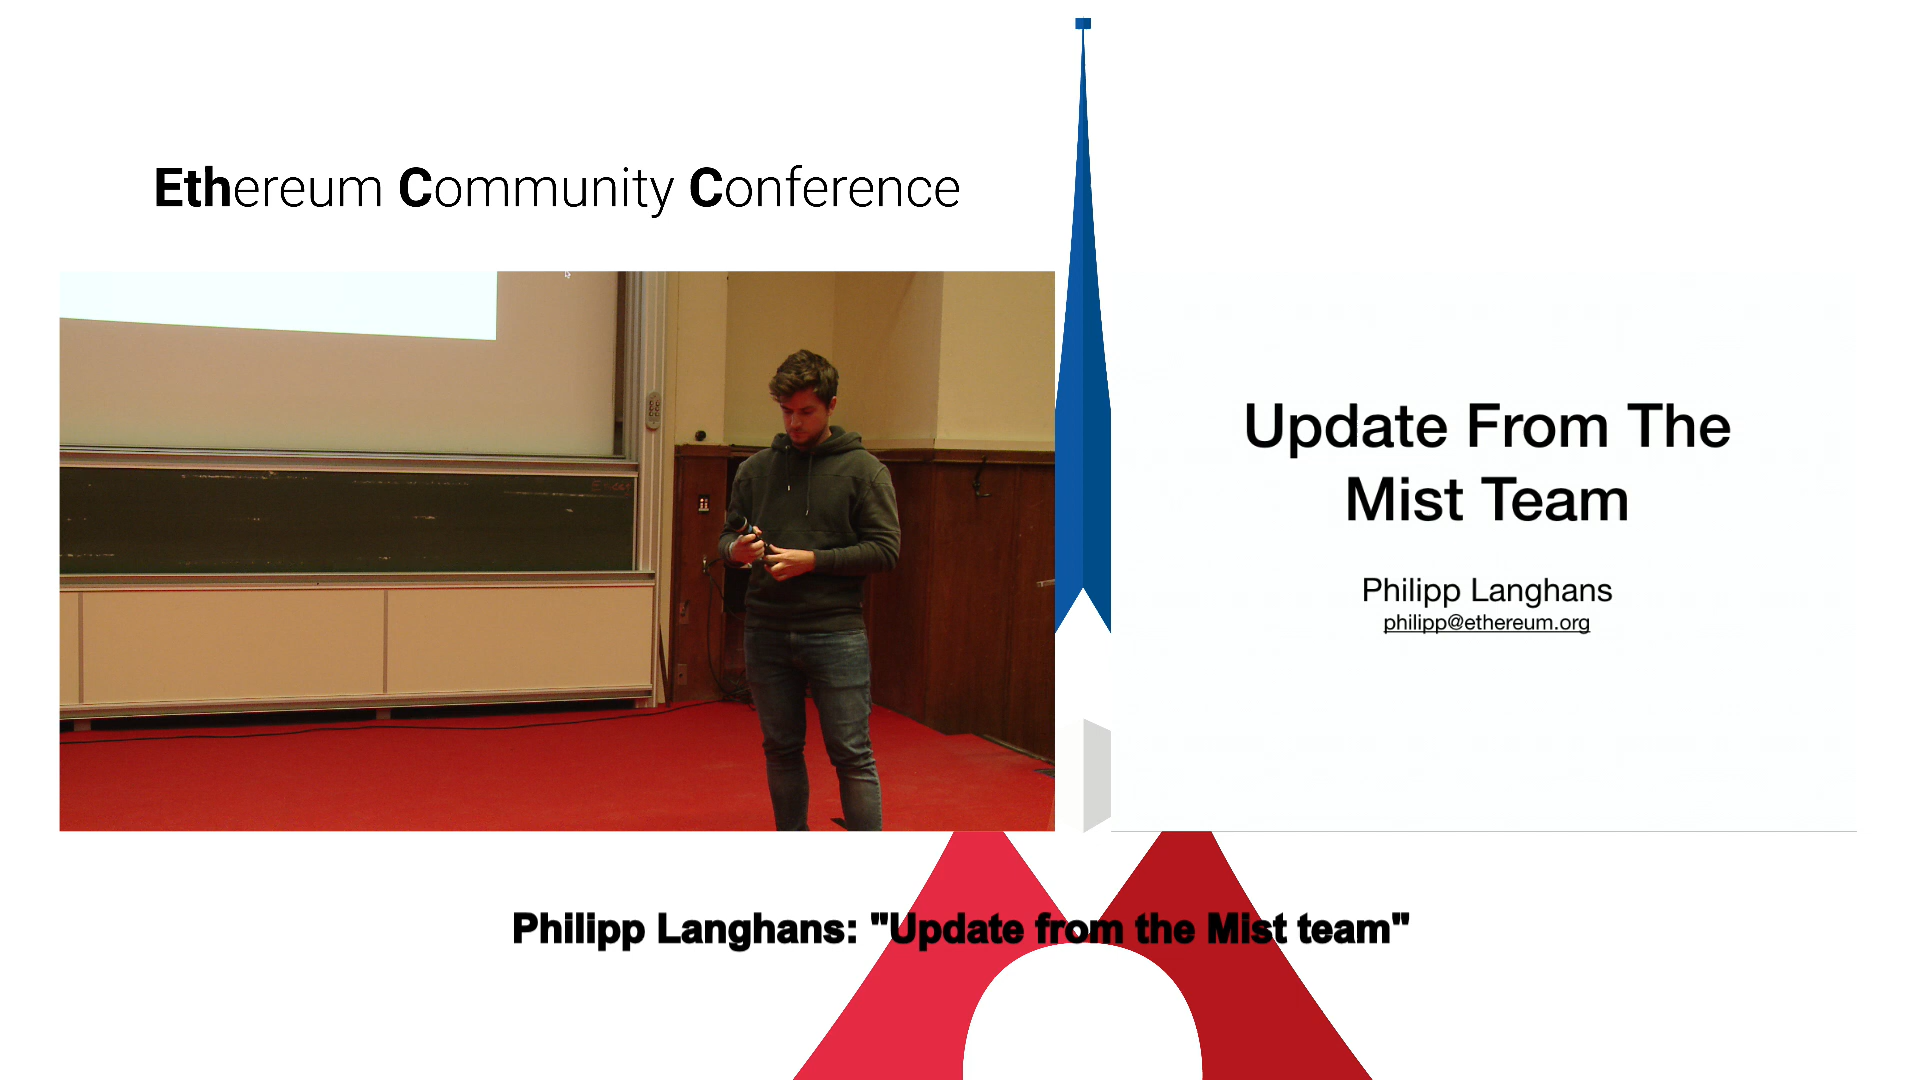 Ethereum Community Conference
Update From The
Mist Team
Philipp Langhans
philipp@ethereum.org
Philipp Langhans: "Update from the Mist team"